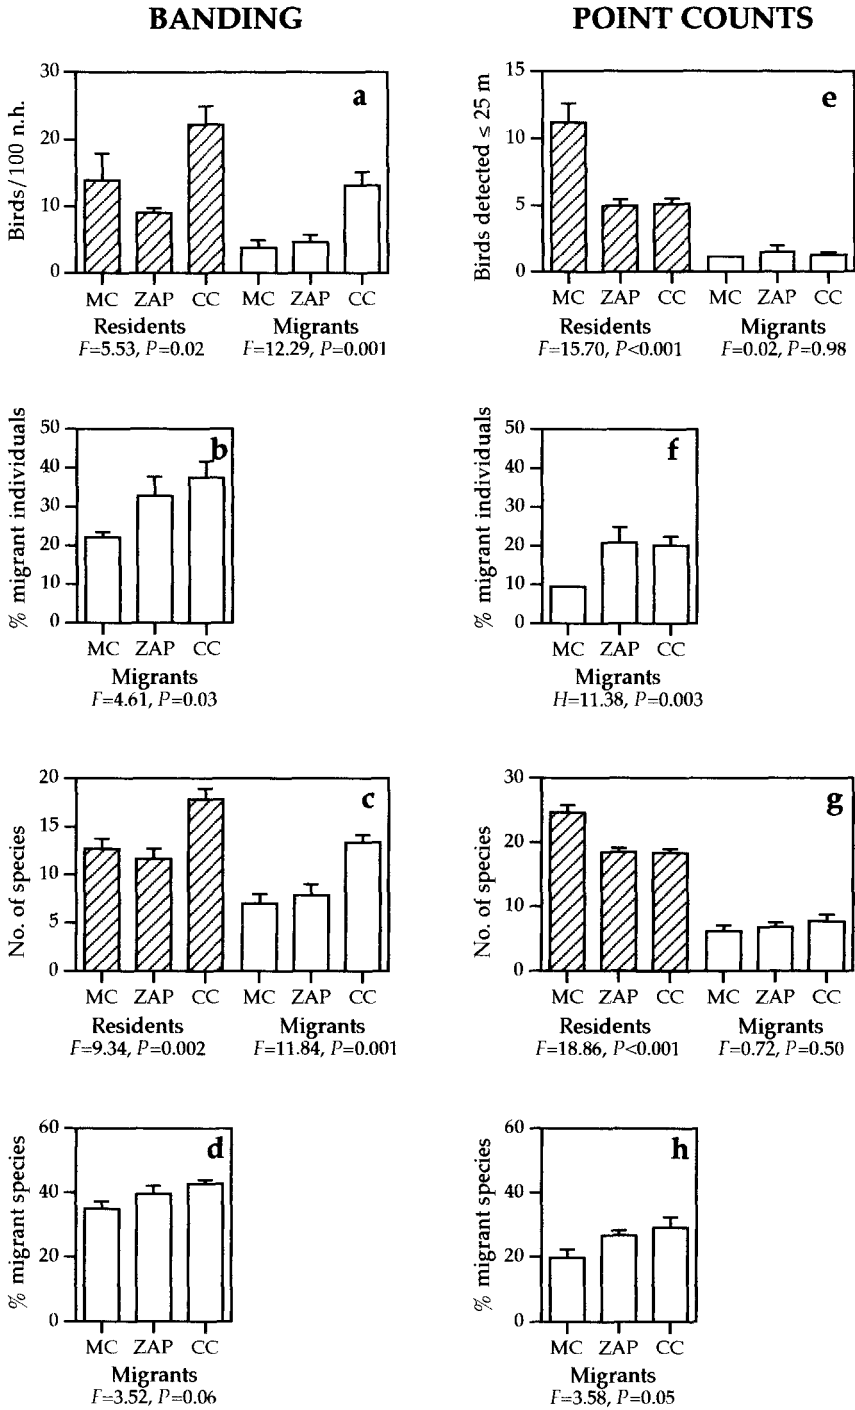 BANDING
POINT COUNTS
Birds/100 n.h.
30
20
10
0
a
MC ZAP CC MC ZAP CC
Residents Migrants
F=5.53, P=0.02 F=12.29, P=0.001
Birds detected ≤ 25 m
15
10
5
0
e
MC ZAP CC MC ZAP CC
Residents Migrants
F=15.70, P<0.001 F=0.02, P=0.98
% migrant individuals
50
40
30
20
10
0
b
MC ZAP CC
Migrants
F=4.61, P=0.03
% migrant individuals
50
40
30
20
10
0
f
MC ZAP CC
Migrants
H=11.38, P=0.003
No. of species
20
15
10
5
0
c
MC ZAP CC MC ZAP CC
Residents Migrants
F=9.34, P=0.002 F=11.84, P=0.001
No. of species
30
20
10
0
g
MC ZAP CC MC ZAP CC
Residents Migrants
F=18.86, P<0.001 F=0.72, P=0.50
% migrant species
60
40
20
0
d
MC ZAP CC
Migrants
F=3.52, P=0.06
% migrant species
60
40
20
0
h
MC ZAP CC
Migrants
F=3.58, P=0.05